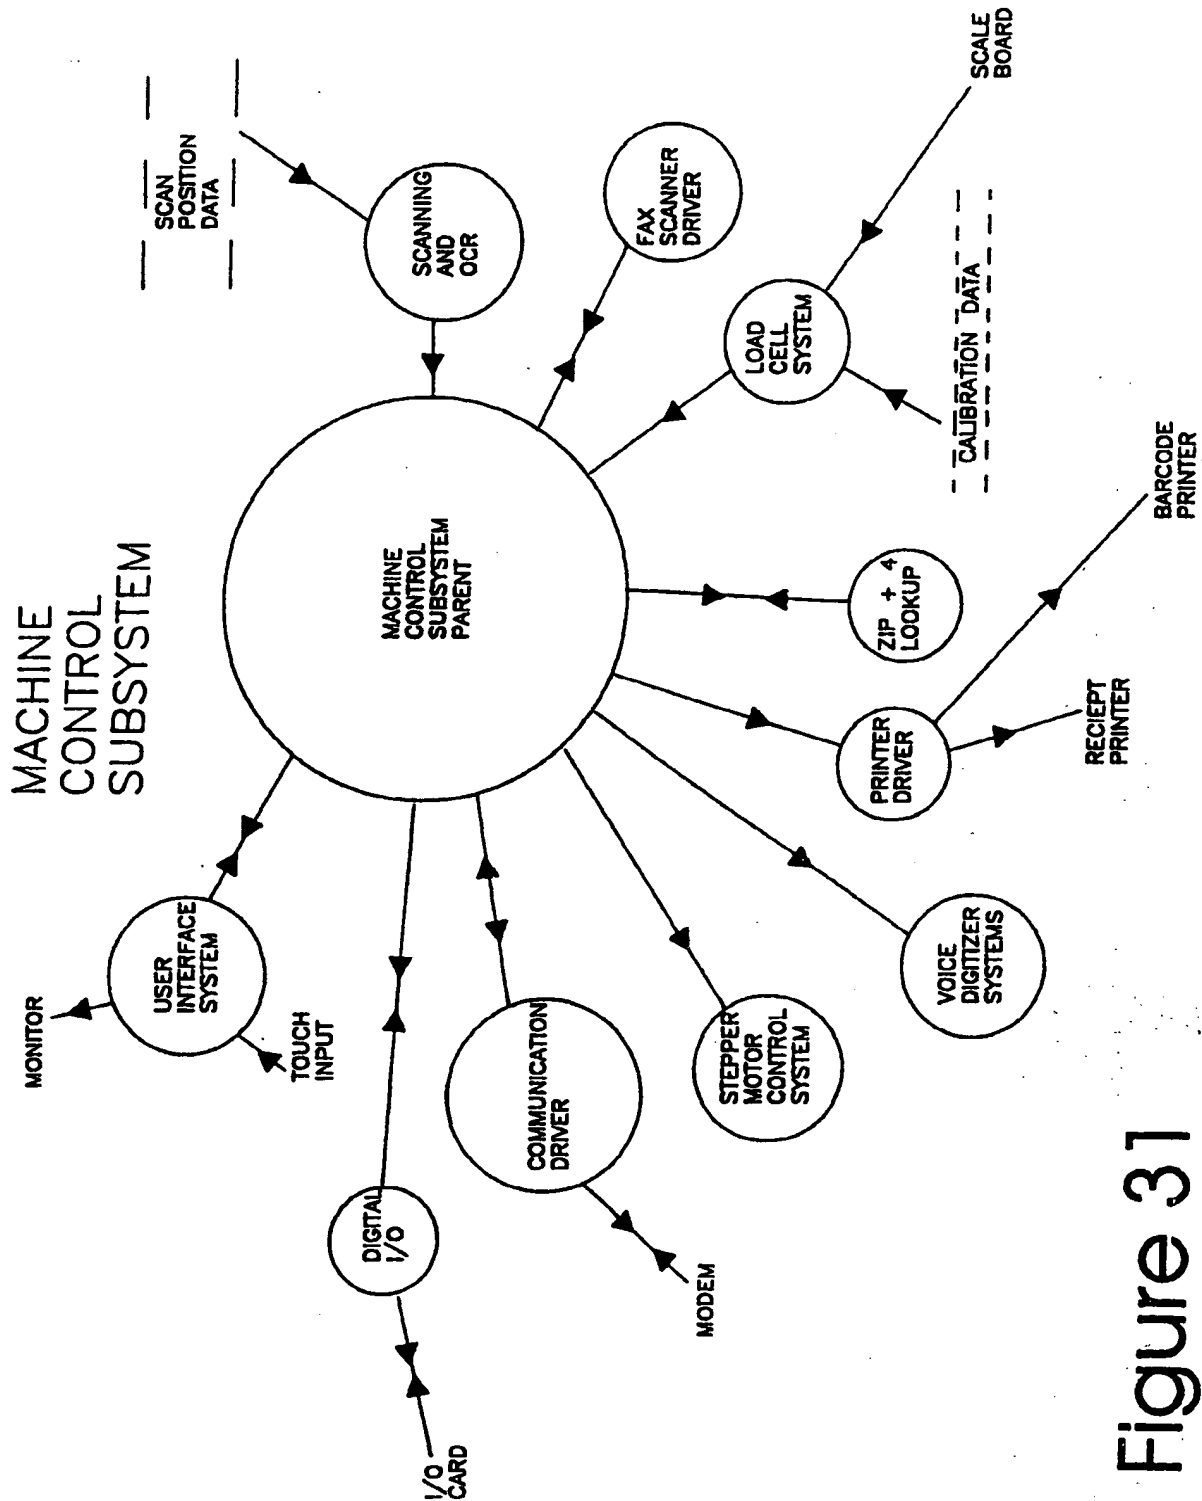 MACHINE
CONTROL
SUBSYSTEM
MONITOR
USER
INTERFACE
SYSTEM
TOUCH
INPUT
SCAN
POSITION
DATA
SCANNING
AND
OCR
FAX
SCANNER
DRIVER
MACHINE
CONTROL
SUBSYSTEM
PARENT
DIGITAL
I/O
I/O
CARD
COMMUNICATION
DRIVER
MODEM
STEPPER
MOTOR
CONTROL
SYSTEM
VOICE
DIGITIZER
SYSTEMS
PRINTER
DRIVER
RECIEPT
PRINTER
BARCODE
PRINTER
ZIP + 4
LOOKUP
LOAD
CELL
SYSTEM
CALIBRATION DATA
SCALE
BOARD
Figure 31